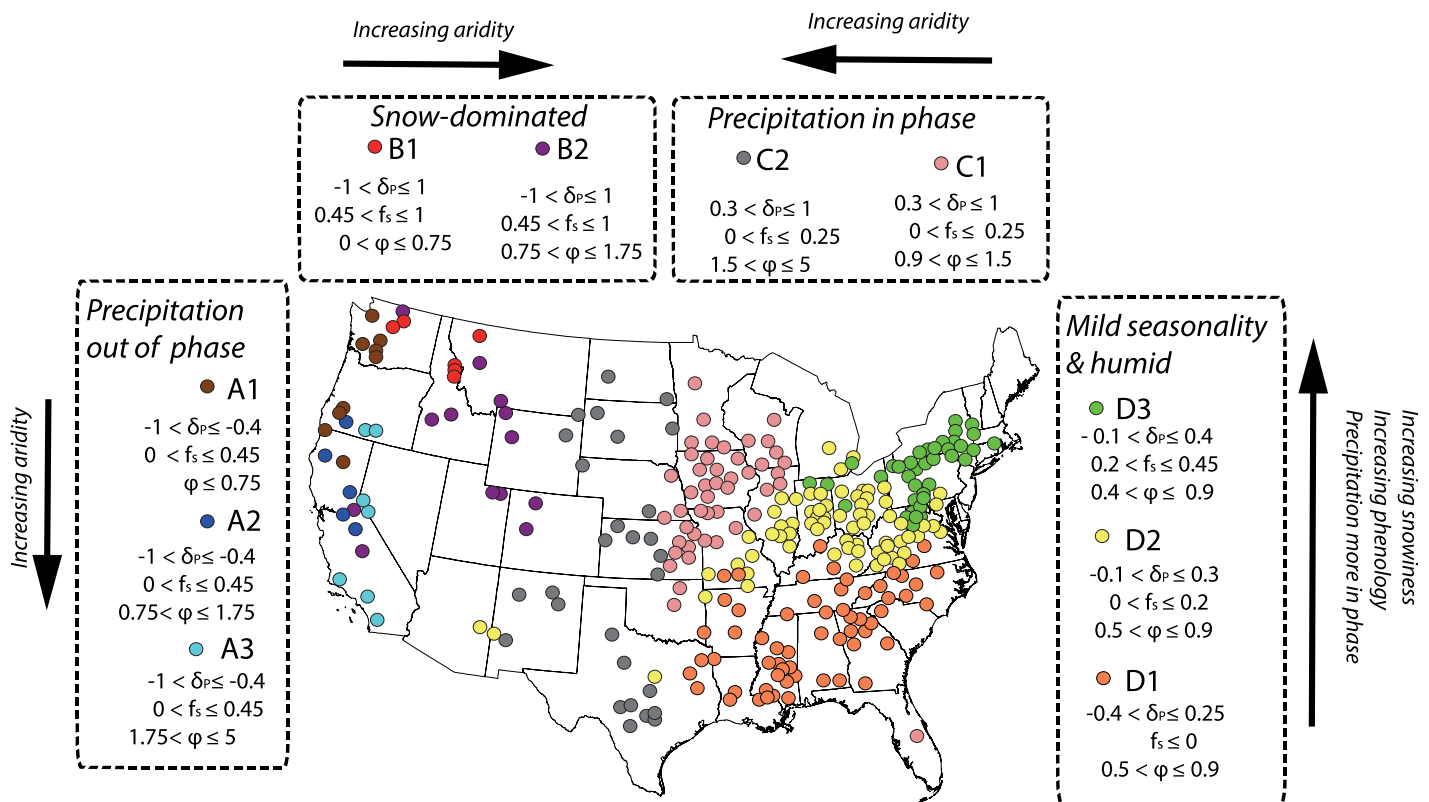 Increasing aridity
Increasing aridity
Snow-dominated
B1
-1 < δP ≤ 1
0.45 < fs ≤ 1
0 < φ ≤ 0.75
B2
-1 < δP ≤ 1
0.45 < fs ≤ 1
0.75 < φ ≤ 1.75
Precipitation in phase
C2
0.3 < δP ≤ 1
0 < fs ≤ 0.25
1.5 < φ ≤ 5
C1
0.3 < δP ≤ 1
0 < fs ≤ 0.25
0.9 < φ ≤ 1.5
Increasing aridity
Precipitation
out of phase
A1
-1 < δP ≤ -0.4
0 < fs ≤ 0.45
φ ≤ 0.75
A2
-1 < δP ≤ -0.4
0 < fs ≤ 0.45
0.75< φ ≤ 1.75
A3
-1 < δP ≤ -0.4
0 < fs ≤ 0.45
1.75< φ ≤ 5
Mild seasonality
& humid
D3
- 0.1 < δP ≤ 0.4
0.2 < fs ≤ 0.45
0.4 < φ ≤ 0.9
D2
-0.1 < δP ≤ 0.3
0 < fs ≤ 0.2
0.5 < φ ≤ 0.9
D1
-0.4 < δP ≤ 0.25
fs ≤ 0
0.5 < φ ≤ 0.9
Increasing snowiness
Increasing phenology
Precipitation more in phase